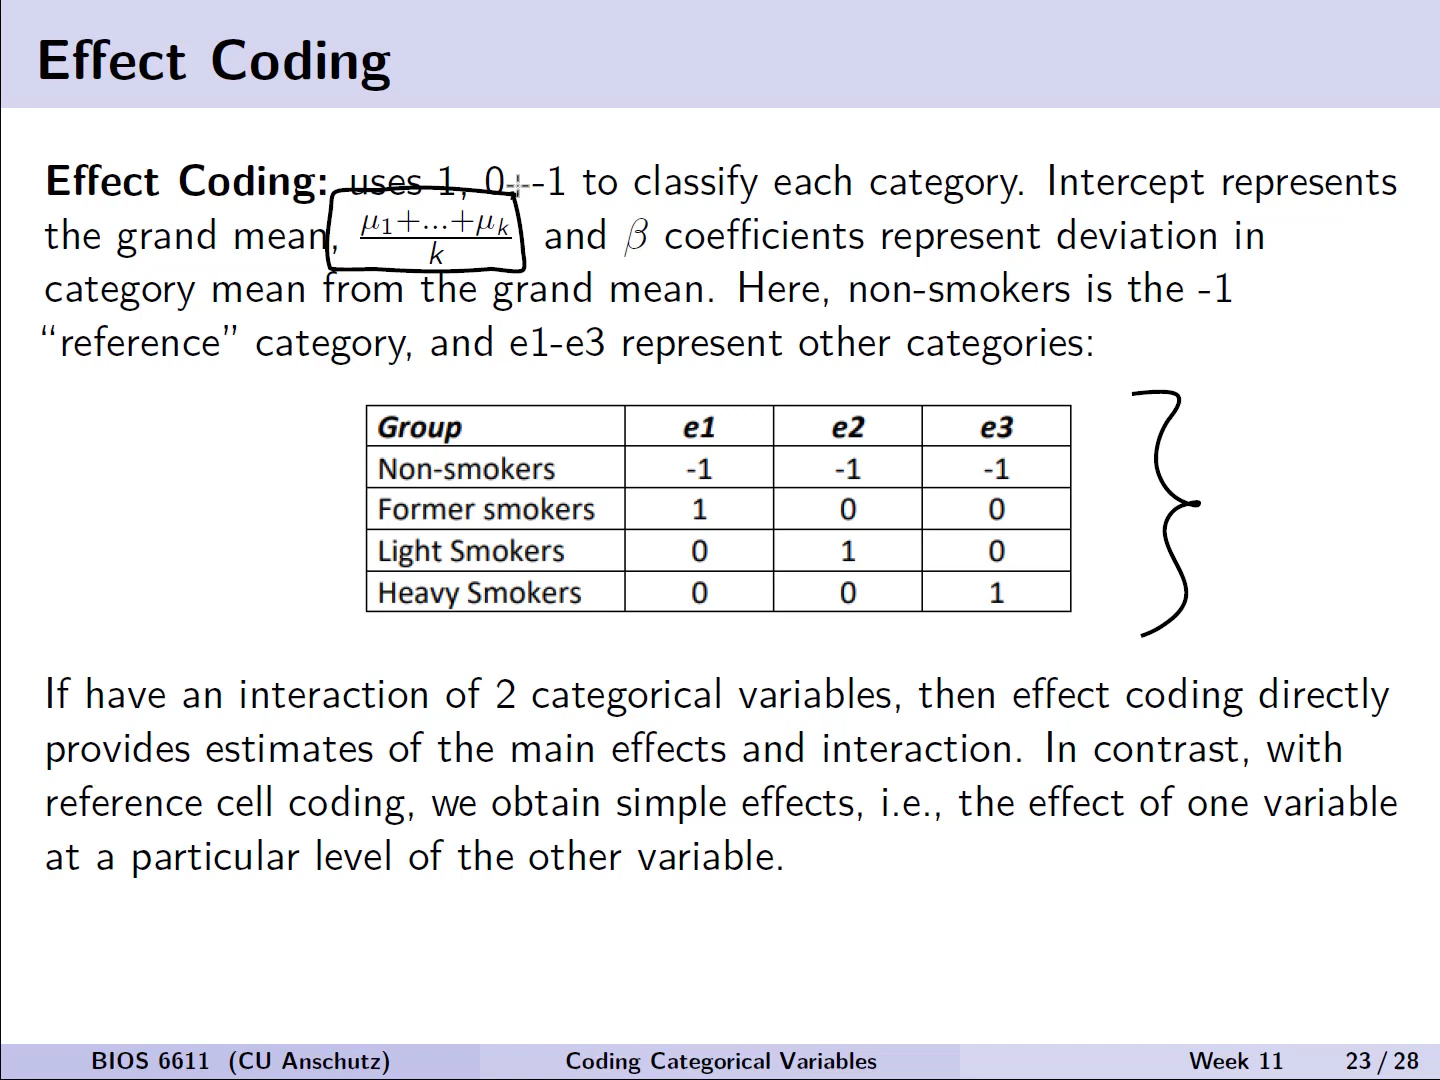 Effect Coding
Effect Coding: uses 1, 0, -1 to classify each category. Intercept represents
the grand mean, μ₁+...+μₖ / k and β coefficients represent deviation in
category mean from the grand mean. Here, non-smokers is the -1
“reference” category, and e1-e3 represent other categories:
Group e1 e2 e3
Non-smokers -1 -1 -1
Former smokers 1 0 0
Light Smokers 0 1 0
Heavy Smokers 0 0 1
If have an interaction of 2 categorical variables, then effect coding directly
provides estimates of the main effects and interaction. In contrast, with
reference cell coding, we obtain simple effects, i.e., the effect of one variable
at a particular level of the other variable.
BIOS 6611 (CU Anschutz) Coding Categorical Variables Week 11 23 / 28